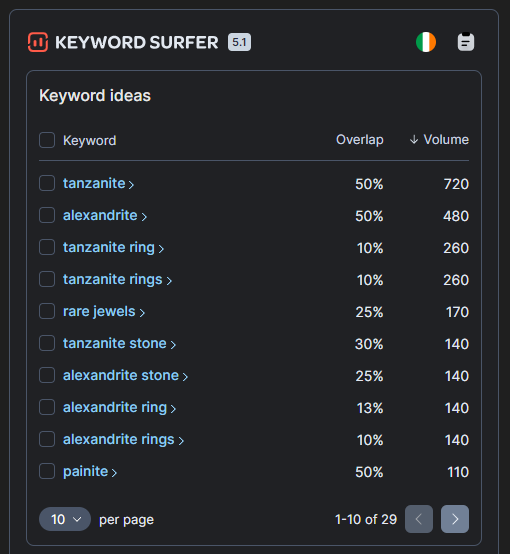 KEYWORD SURFER 5.1
Keyword ideas
Keyword Overlap ↓ Volume
tanzanite > 50% 720
alexandrite > 50% 480
tanzanite ring > 10% 260
tanzanite rings > 10% 260
rare jewels > 25% 170
tanzanite stone > 30% 140
alexandrite stone > 25% 140
alexandrite ring > 13% 140
alexandrite rings > 10% 140
painite > 50% 110
10 per page 1-10 of 29 < >